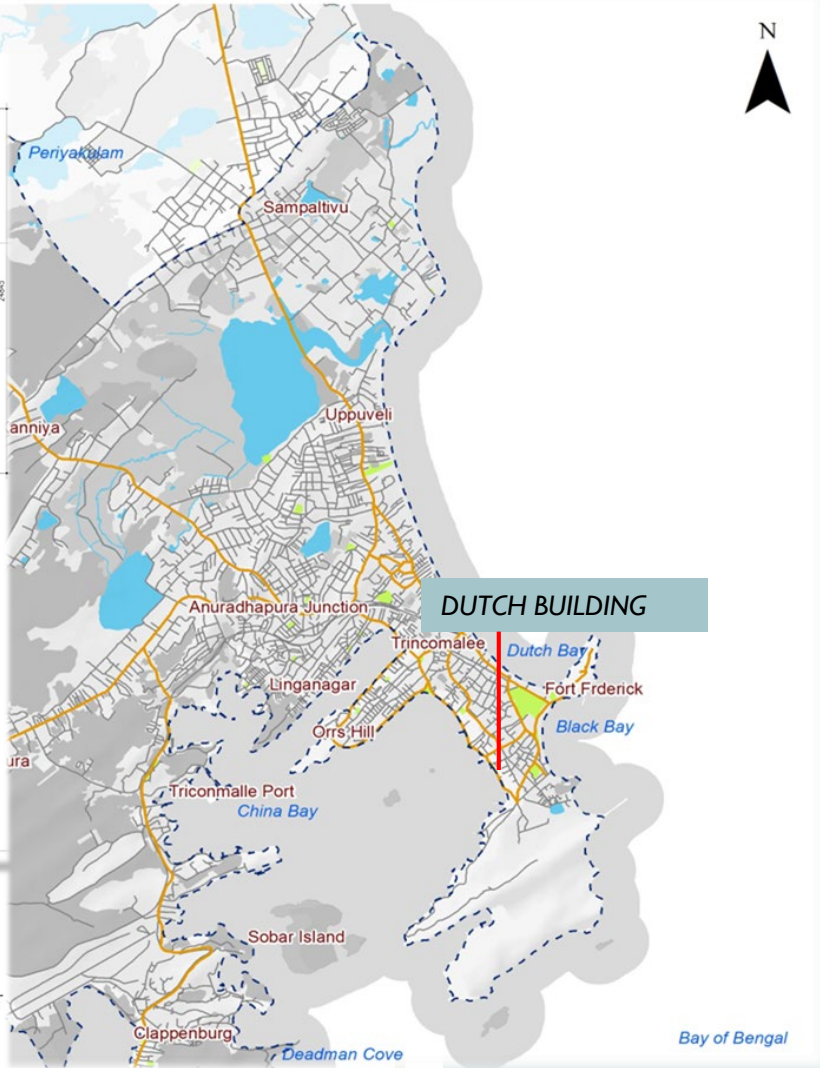 N
Periyakulam
Sampaltivu
Uppuveli
anniya
DUTCH BUILDING
Anuradhapura Junction
Trincomalee
Dutch Bay
Linganagar
Fort Frderick
Orrs Hill
Black Bay
ura
Triconmalle Port
China Bay
Sobar Island
Clappenburg
Bay of Bengal
Deadman Cove